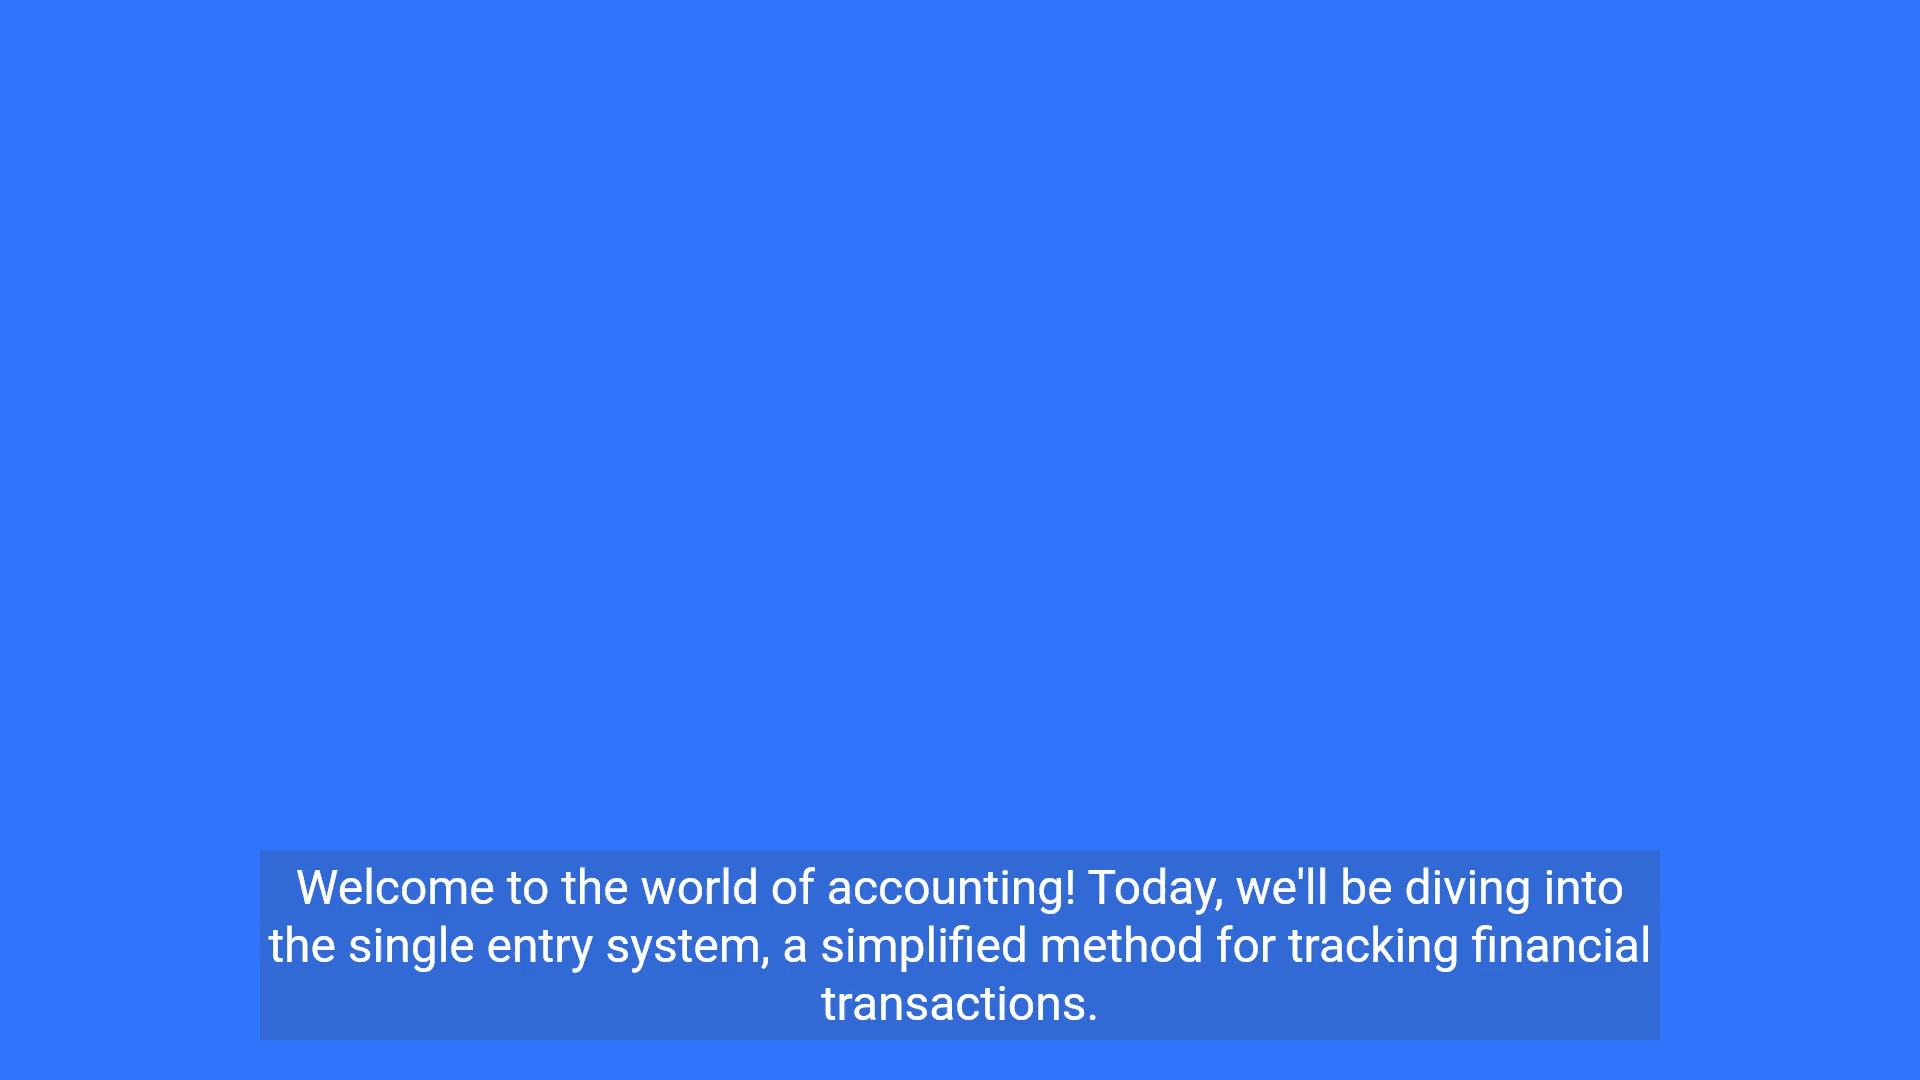 Welcome to the world of accounting! Today, we'll be diving into
the single entry system, a simplified method for tracking financial
transactions.